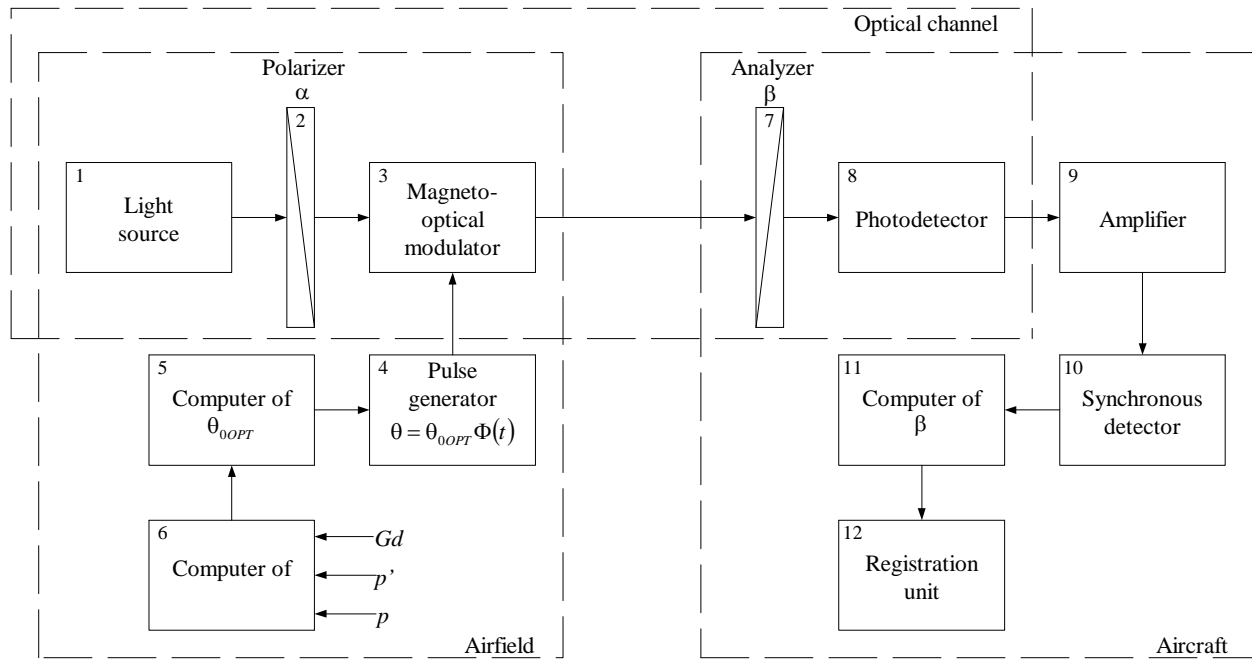 Optical channel
Polarizer
α
Analyzer
β
1
Light
source
2
3
Magneto-
optical
modulator
7
8
Photodetector
9
Amplifier
5
Computer of
θ0OPT
4
Pulse
generator
θ = θ0OPT Φ(t)
11
Computer of
β
10
Synchronous
detector
6
Computer of
Gd
p’
p
12
Registration
unit
Airfield
Aircraft